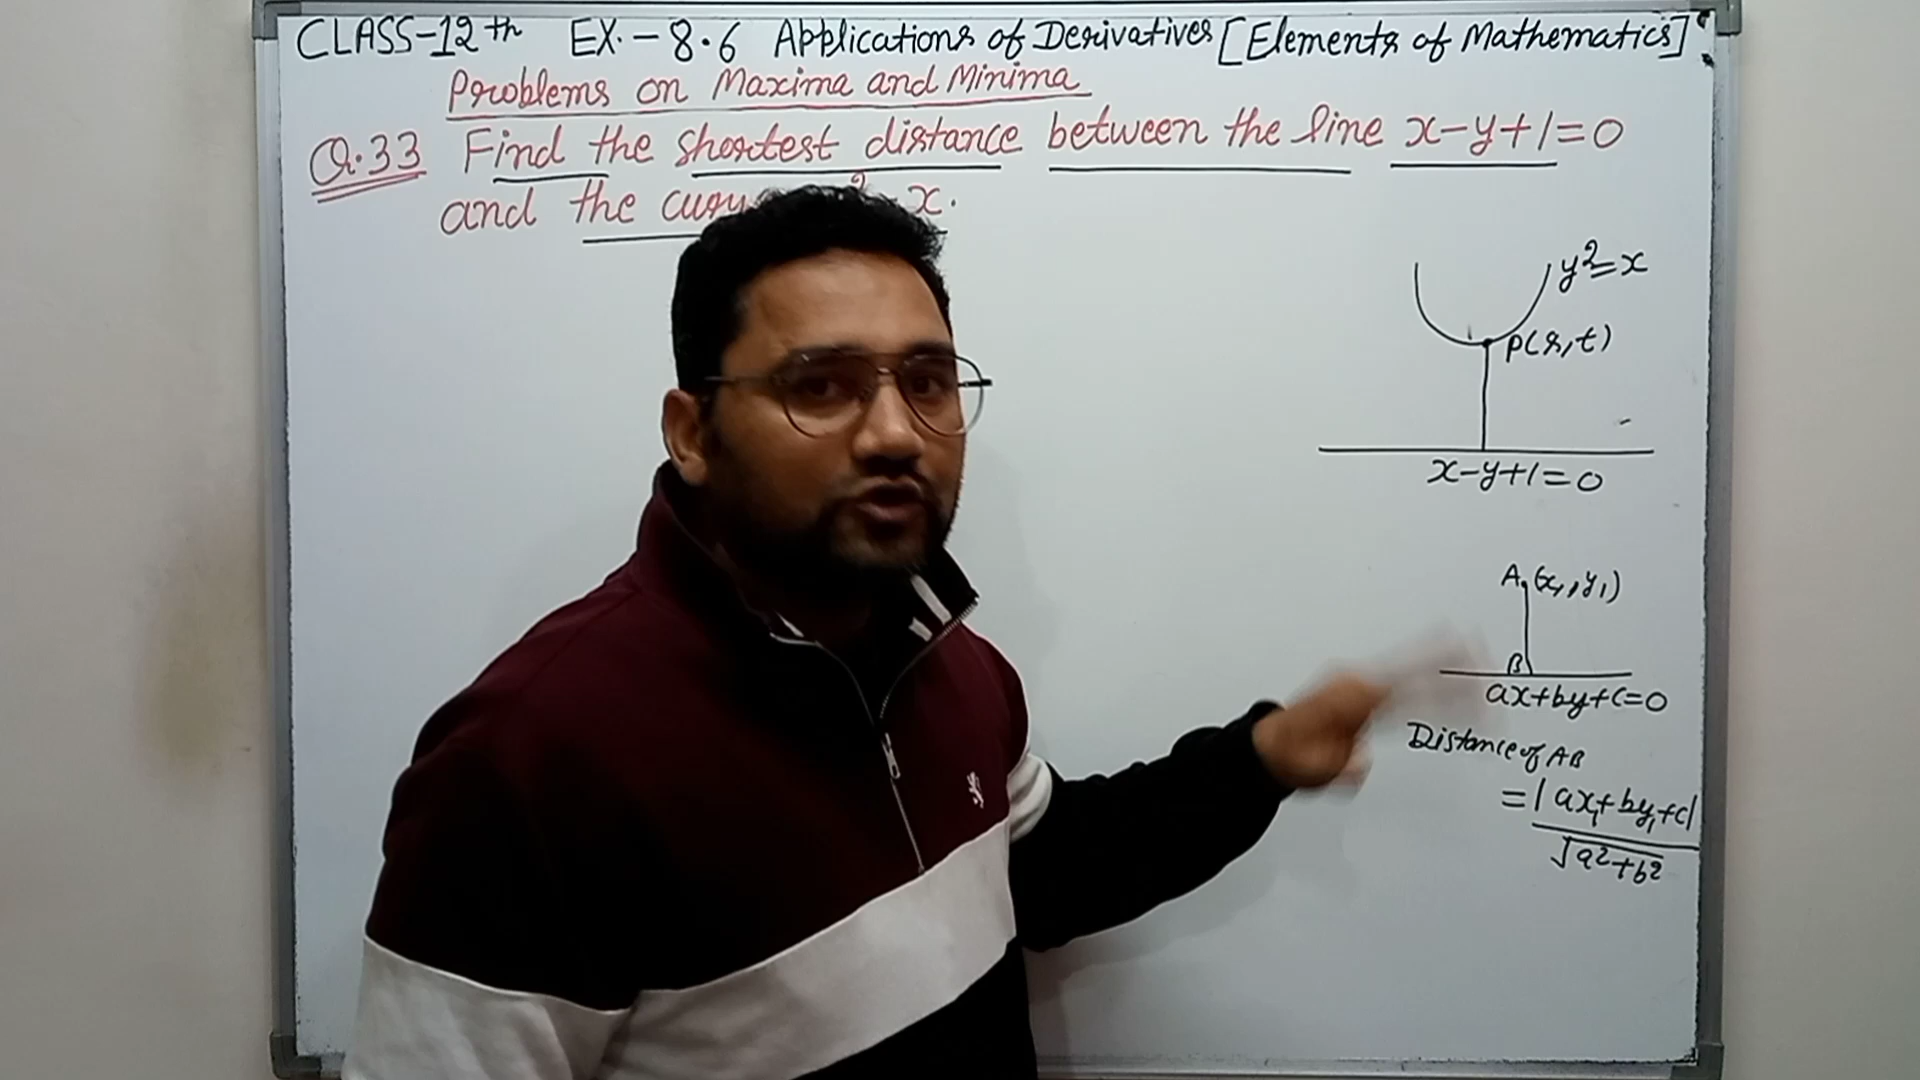 CLASS-12th EX.-8.6 Applications of Derivatives [Elements of Mathematics]
Problems on Maxima and Minima
Q.33 Find the shortest distance between the line x-y+1=0
and the x.
y²=x
P(r,t)
x-y+1=0
A(x₁,y₁)
B
ax+by+c=0
Distance of AB
=|ax₁+by₁+c|
√a²+b²